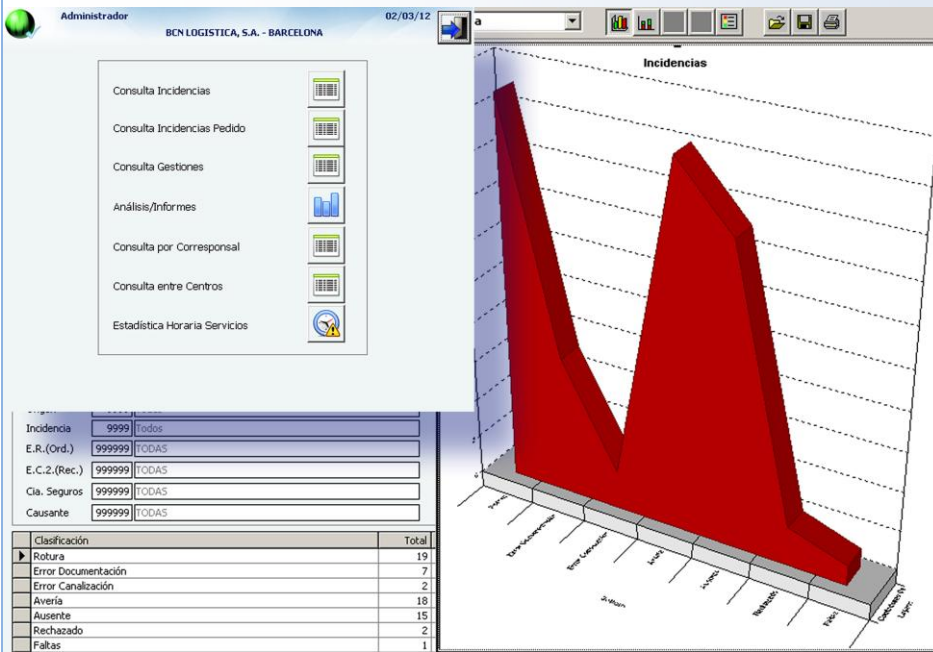 Administrador 02/03/12
BCN LOGISTICA, S.A. - BARCELONA
Consulta Incidencias
Consulta Incidencias Pedido
Consulta Gestiones
Análisis/Informes
Consulta por Corresponsal
Consulta entre Centros
Estadística Horaria Servicios
a
Incidencias
Incidencia 9999 Todos
E.R.(Ord.) 999999 TODAS
E.C.2.(Rec.) 999999 TODAS
Cia. Seguros 999999 TODAS
Causante 999999 TODAS
Clasificación Total
Rotura 19
Error Documentación 7
Error Canalización 2
Avería 18
Ausente 15
Rechazado 2
Faltas 1